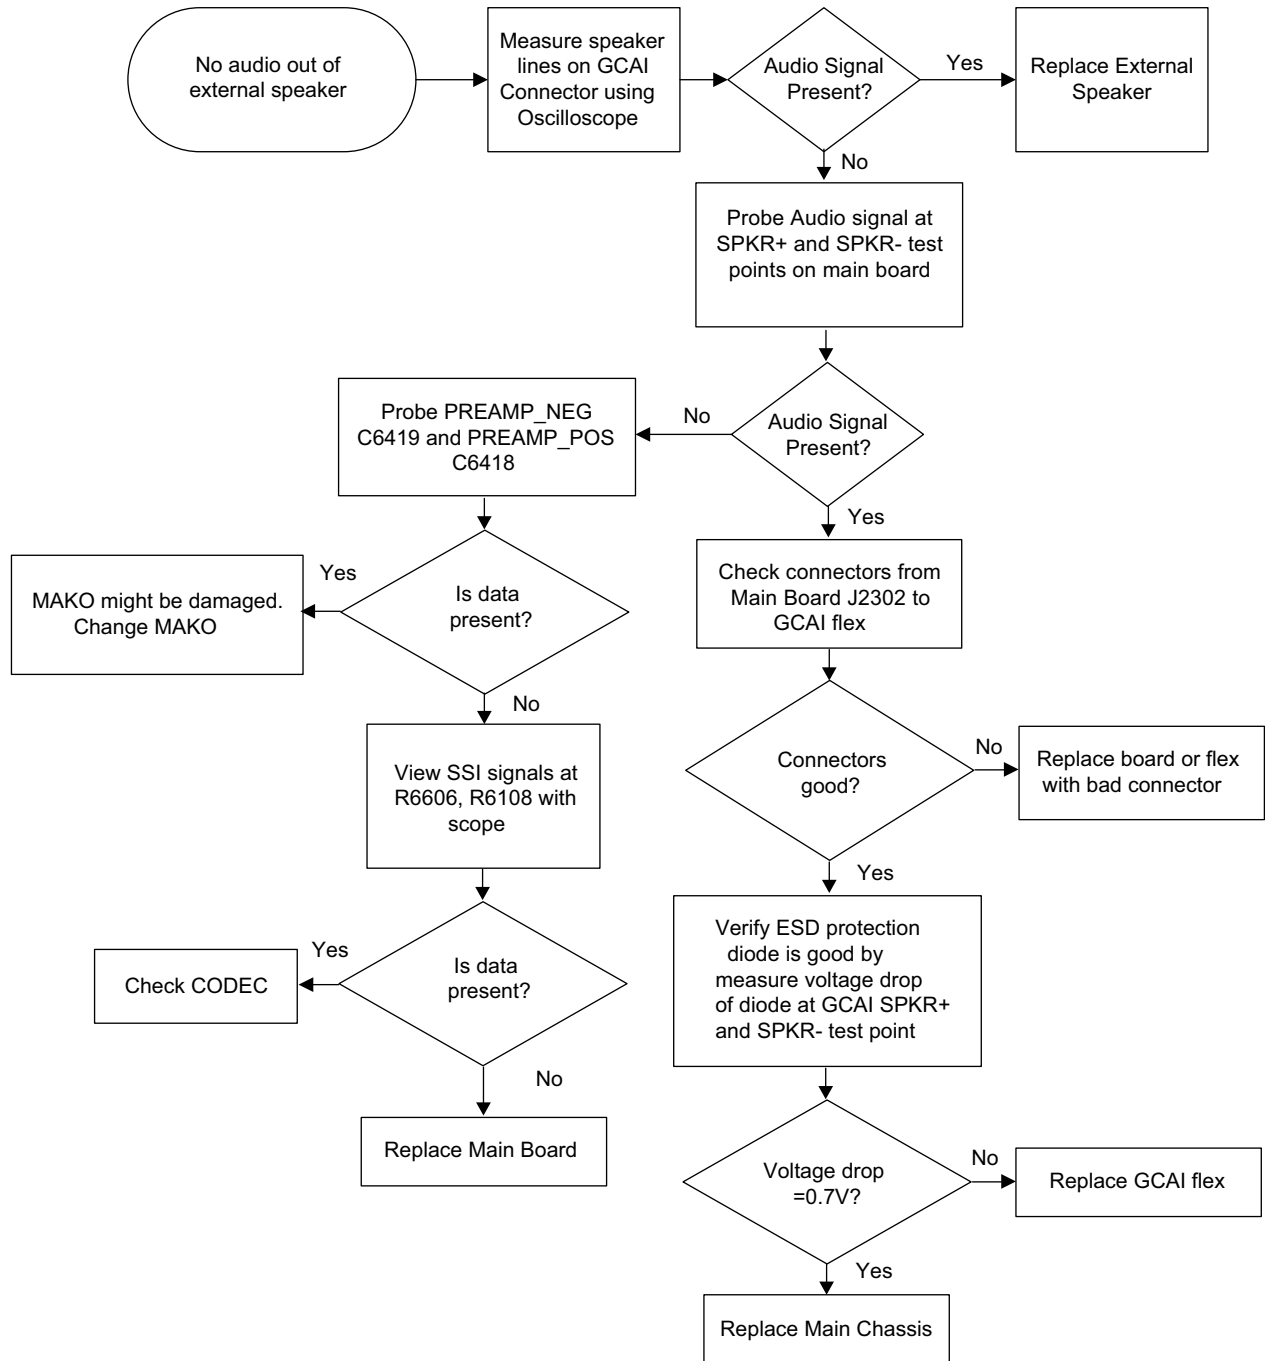 No audio out of
external speaker
Measure speaker
lines on GCAI
Connector using
Oscilloscope
Audio Signal
Present?
Yes
Replace External
Speaker
No
Probe Audio signal at
SPKR+ and SPKR- test
points on main board
Audio Signal
Present?
No
Probe PREAMP_NEG
C6419 and PREAMP_POS
C6418
Yes
Is data
present?
Yes
MAKO might be damaged.
Change MAKO
No
Check connectors from
Main Board J2302 to
GCAI flex
View SSI signals at
R6606, R6108 with
scope
Connectors
good?
No
Replace board or flex
with bad connector
Yes
Is data
present?
Yes
Check CODEC
No
Replace Main Board
Verify ESD protection
diode is good by
measure voltage drop
of diode at GCAI SPKR+
and SPKR- test point
Voltage drop
=0.7V?
No
Replace GCAI flex
Yes
Replace Main Chassis